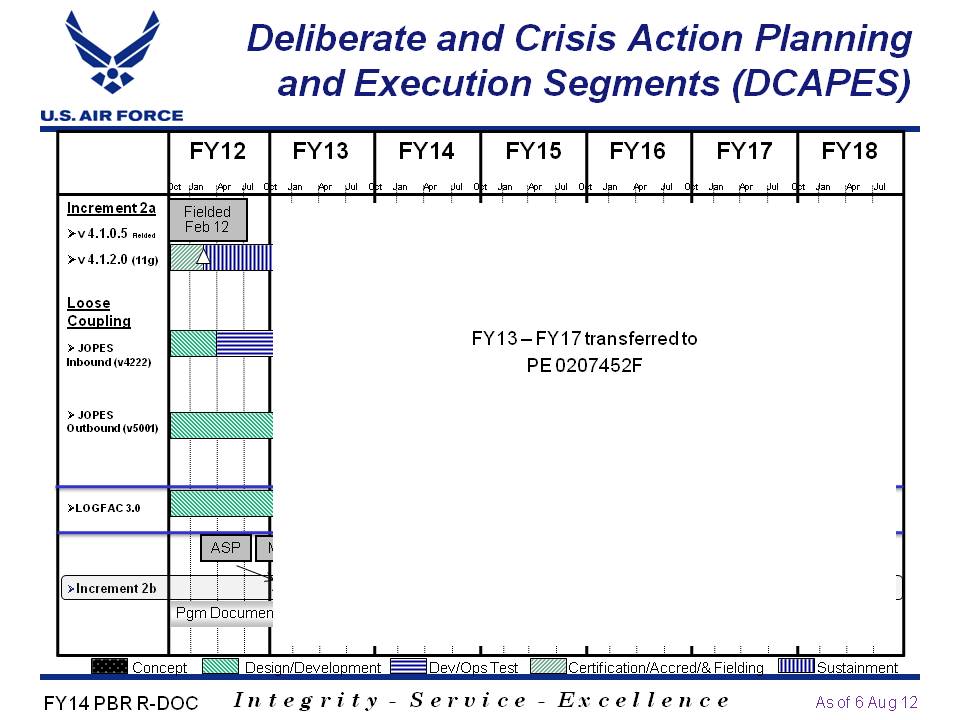 Deliberate and Crisis Action Planning
and Execution Segments (DCAPES)
U.S. AIR FORCE
FY12 FY13 FY14 FY15 FY16 FY17 FY18
Oct Jan Apr Jul Oct Jan Apr Jul Oct Jan Apr Jul Oct Jan Apr Jul Oct Jan Apr Jul Oct Jan Apr Jul Oct Jan Apr Jul
Increment 2a
Fielded
Feb 12
➢v 4.1.0.5 Fielded
➢v 4.1.2.0 (11g)
Loose
Coupling
➢ JOPES
Inbound (v4222)
FY13 – FY17 transferred to
PE 0207452F
➢ JOPES
Outbound (v5001)
➢LOGFAC 3.0
ASP
➢Increment 2b
Pgm Documen
Concept Design/Development Dev/Ops Test Certification/Accred/& Fielding Sustainment
FY14 PBR R-DOC Integrity - Service - Excellence As of 6 Aug 12